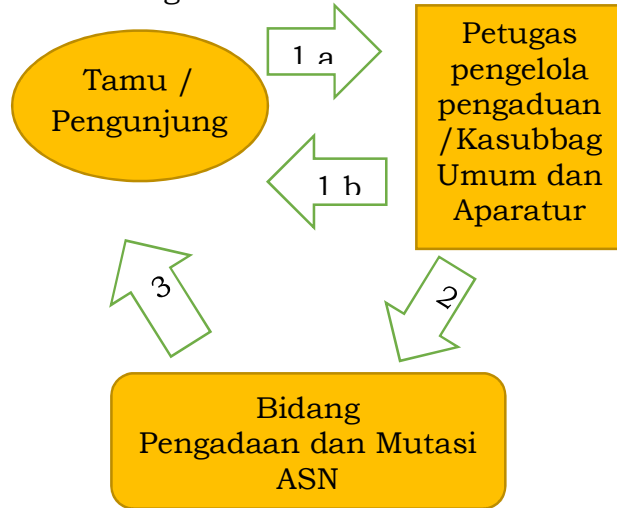 Tamu /
Pengunjung
1 a
Petugas
pengelola
pengaduan
/Kasubbag
Umum dan
Aparatur
1 b
3
2
Bidang
Pengadaan dan Mutasi
ASN